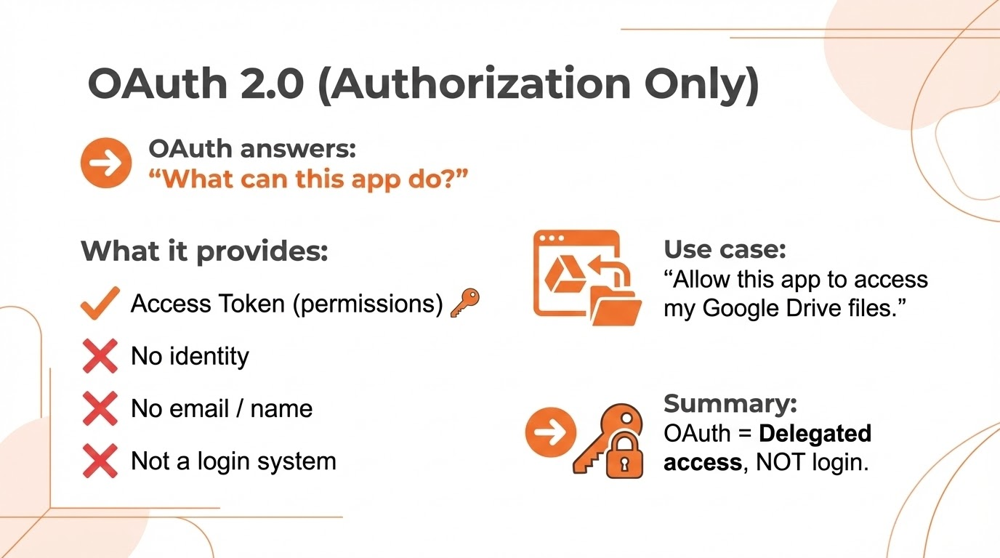 OAuth 2.0 (Authorization Only)
OAuth answers:
“What can this app do?”
What it provides:
Access Token (permissions)
No identity
No email / name
Not a login system
Use case:
“Allow this app to access
my Google Drive files.”
Summary:
OAuth = Delegated
access, NOT login.